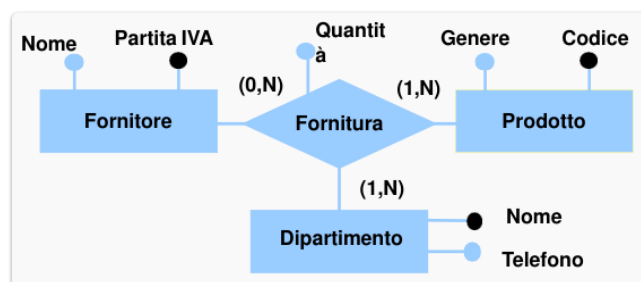 Nome
Partita IVA
Quantit
à
Genere
Codice
(0,N)
(1,N)
Fornitore
Fornitura
Prodotto
(1,N)
Dipartimento
Nome
Telefono